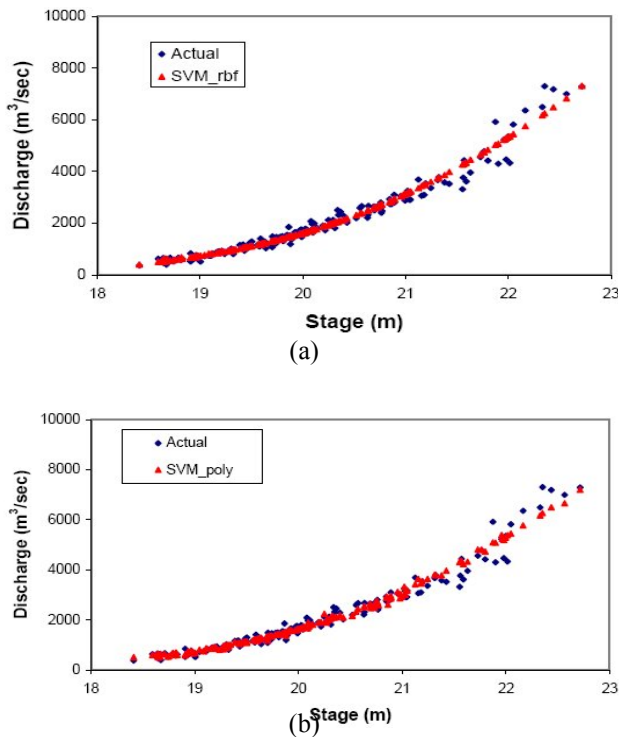 10000
8000
6000
4000
2000
0
Discharge (m³/sec)
Actual
SVM_rbf
18 19 20 21 22 23
Stage (m)
(a)
10000
8000
6000
4000
2000
0
Discharge (m³/sec)
Actual
SVM_poly
18 19 20 21 22 23
Stage (m)
(b)